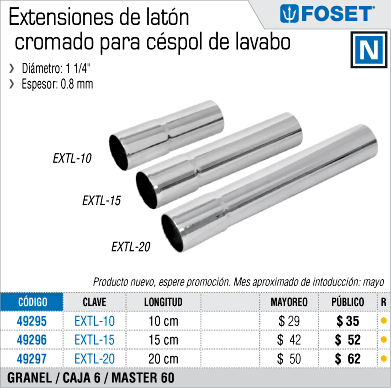 Extensiones de latón
cromado para céspol de lavabo
FOSET
N
Diámetro: 1 1/4"
Espesor: 0.8 mm
EXTL-10
EXTL-15
EXTL-20
Producto nuevo, espere promoción. Mes aproximado de intoducción: mayo
CÓDIGO CLAVE LONGITUD MAYOREO PÚBLICO R
49295 EXTL-10 10 cm $ 29 $ 35
49296 EXTL-15 15 cm $ 42 $ 52
49297 EXTL-20 20 cm $ 50 $ 62
GRANEL / CAJA 6 / MASTER 60